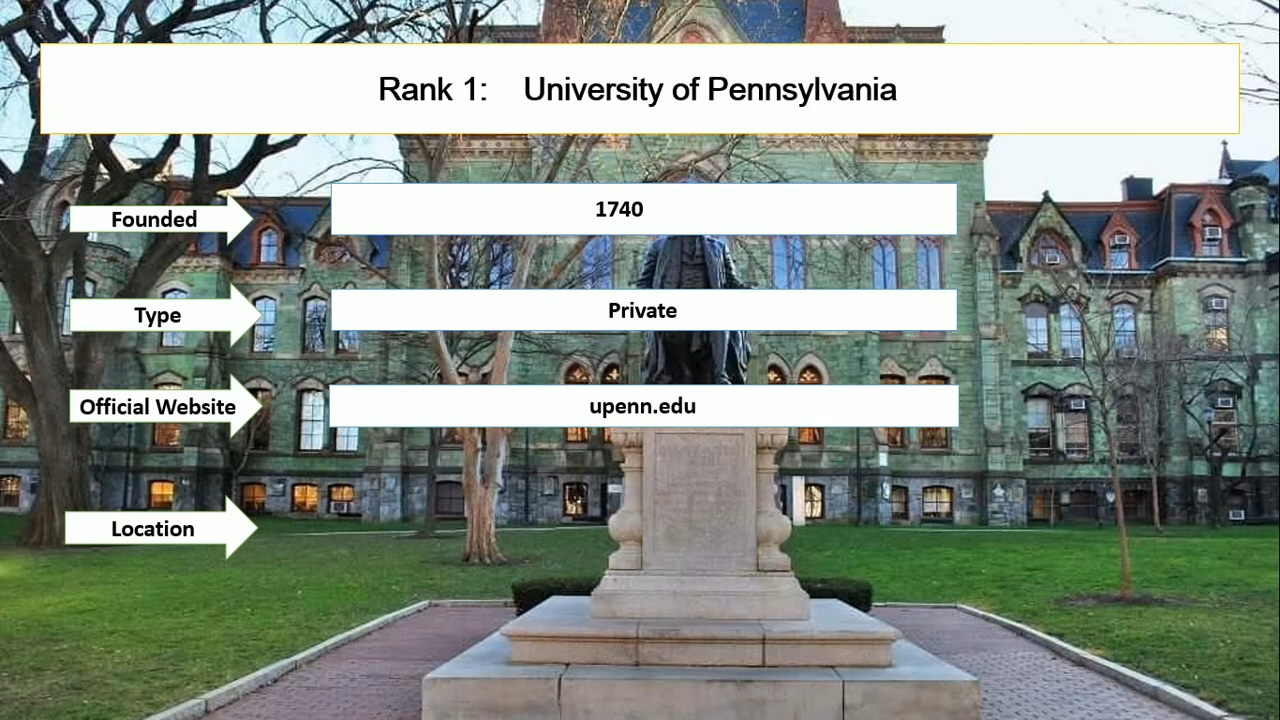 Rank 1: University of Pennsylvania
Founded
1740
Type
Private
Official Website
upenn.edu
Location